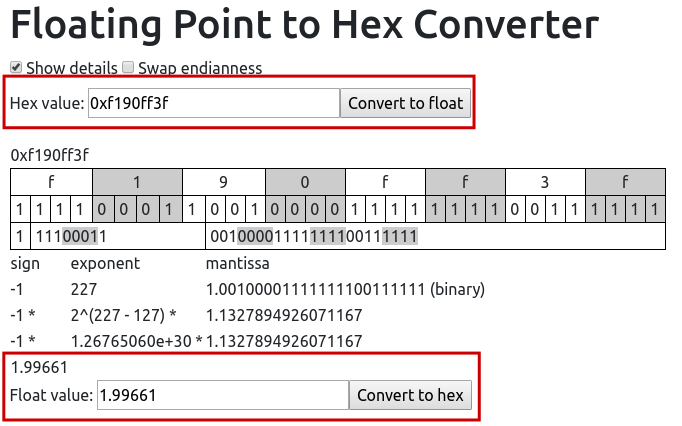 Floating Point to Hex Converter
Show details Swap endianness
Hex value: 0xf190ff3f Convert to float
0xf190ff3f
f 1 9 0 f f 3 f
1 1 1 1 0 0 0 1 1 0 0 1 0 0 0 0 1 1 1 1 1 1 1 1 0 0 1 1 1 1 1 1
1 11100011 00100001111111100111111
sign exponent mantissa
-1 227 1.00100001111111100111111 (binary)
-1 * 2^(227 - 127) * 1.1327894926071167
-1 * 1.26765060e+30 * 1.1327894926071167
1.99661
Float value: 1.99661 Convert to hex